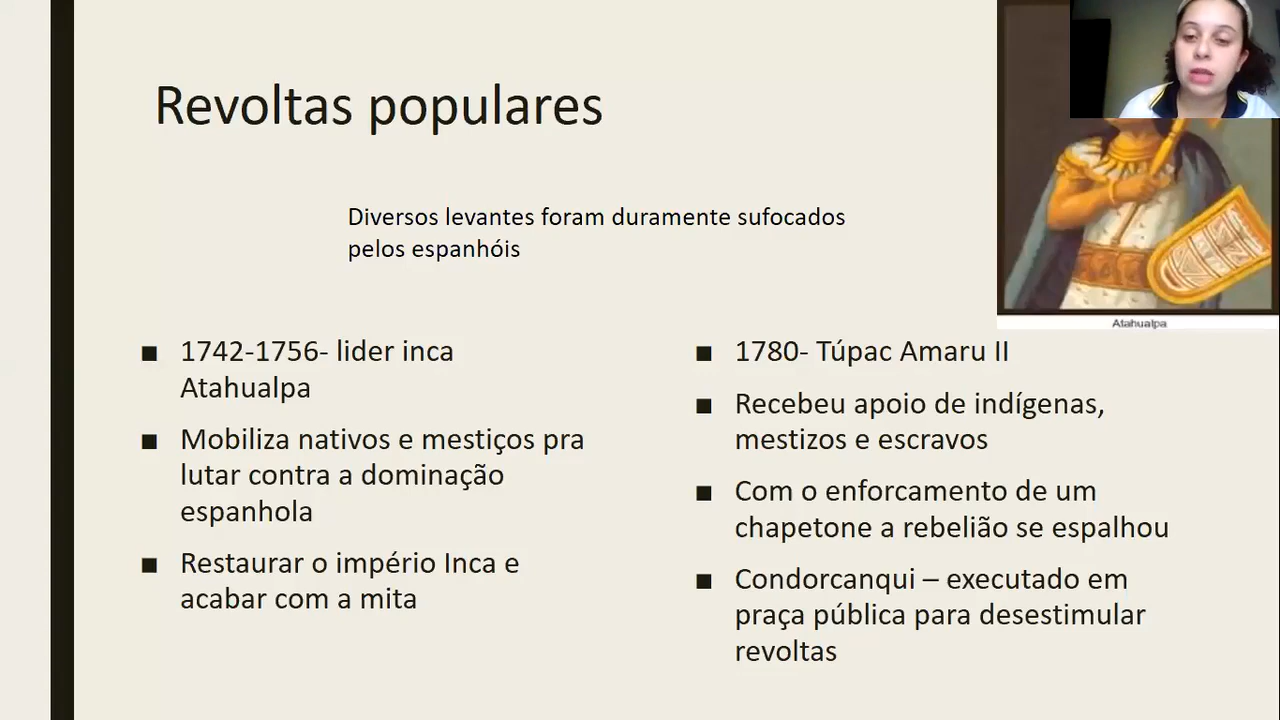 Revoltas populares
Diversos levantes foram duramente sufocados
pelos espanhóis
Atahualpa
■ 1742-1756- lider inca
Atahualpa
■ Mobiliza nativos e mestiços pra
lutar contra a dominação
espanhola
■ Restaurar o império Inca e
acabar com a mita
■ 1780- Túpac Amaru II
■ Recebeu apoio de indígenas,
mestizos e escravos
■ Com o enforcamento de um
chapetone a rebelião se espalhou
■ Condorcanqui – executado em
praça pública para desestimular
revoltas